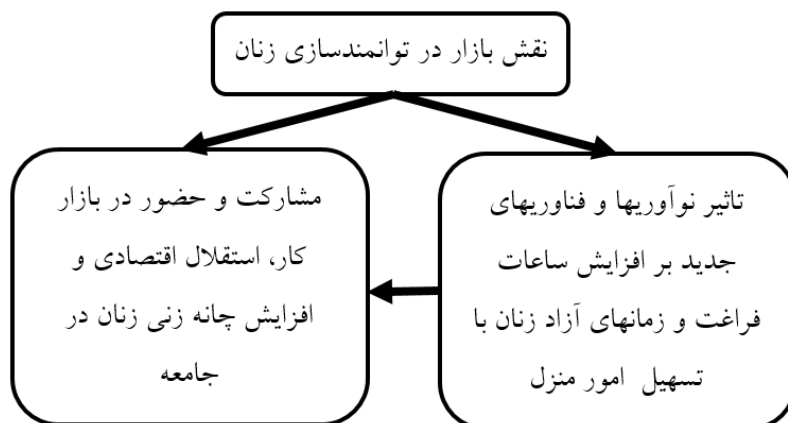 نقش بازار در توانمندسازی زنان
تاثیر نوآوریها و فناوریهای
جدید بر افزایش ساعات
فراغت و زمانهای آزاد زنان با
تسهیل امور منزل
مشارکت و حضور در بازار
کار، استقلال اقتصادی و
افزایش چانه زنی زنان در
جامعه